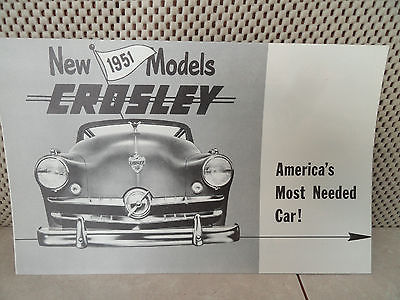 New 1951 Models
CROSLEY
America's
Most Needed
Car!